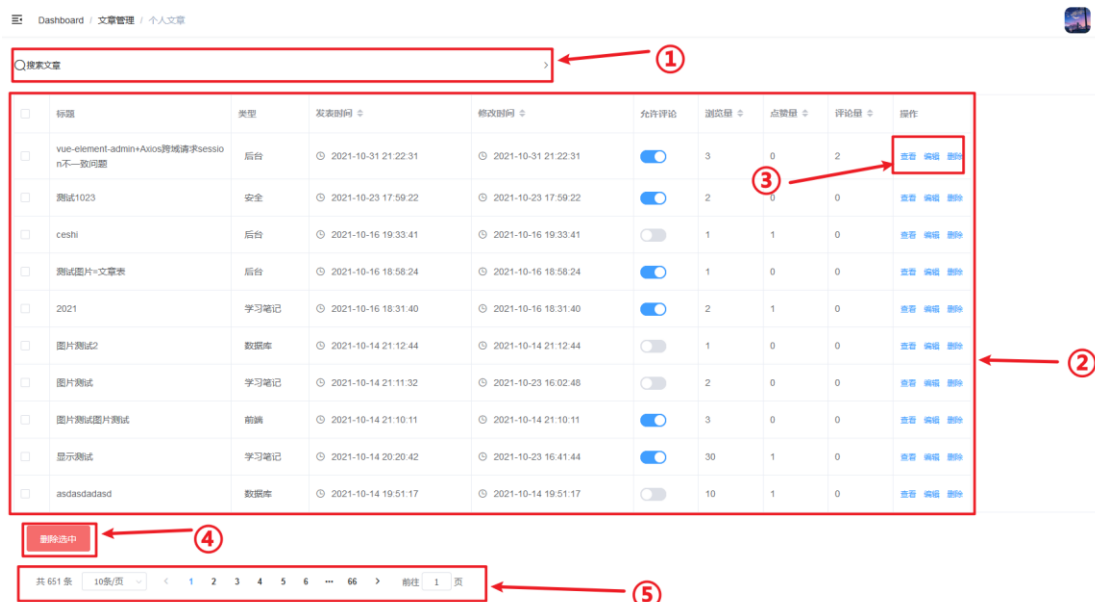 Dashboard / 文章管理 / 个人文章
搜索文章 >
①
标题 类型 发表时间 修改时间 允许评论 浏览量 点赞量 评论量 操作
vue-element-admin+Axios跨域请求sessio
n不一致问题 后台 2021-10-31 21:22:31 2021-10-31 21:22:31 3 0 2 查看 编辑 删除
③
测试1023 安全 2021-10-23 17:59:22 2021-10-23 17:59:22 2 0 0 查看 编辑 删除
ceshi 后台 2021-10-16 19:33:41 2021-10-16 19:33:41 1 1 0 查看 编辑 删除
测试图片=文章表 后台 2021-10-16 18:58:24 2021-10-16 18:58:24 1 0 0 查看 编辑 删除
2021 学习笔记 2021-10-16 18:31:40 2021-10-16 18:31:40 2 1 0 查看 编辑 删除
图片测试2 数据库 2021-10-14 21:12:44 2021-10-14 21:12:44 1 0 0 查看 编辑 删除
②
图片测试 学习笔记 2021-10-14 21:11:32 2021-10-23 16:02:48 2 0 0 查看 编辑 删除
图片测试图片测试 前端 2021-10-14 21:10:11 2021-10-14 21:10:11 3 0 0 查看 编辑 删除
显示测试 学习笔记 2021-10-14 20:20:42 2021-10-23 16:41:44 30 1 0 查看 编辑 删除
asdasdadasd 数据库 2021-10-14 19:51:17 2021-10-14 19:51:17 10 1 0 查看 编辑 删除
删除选中
④
共 651 条 10条/页 < 1 2 3 4 5 6 ••• 66 > 前往 1 页
⑤